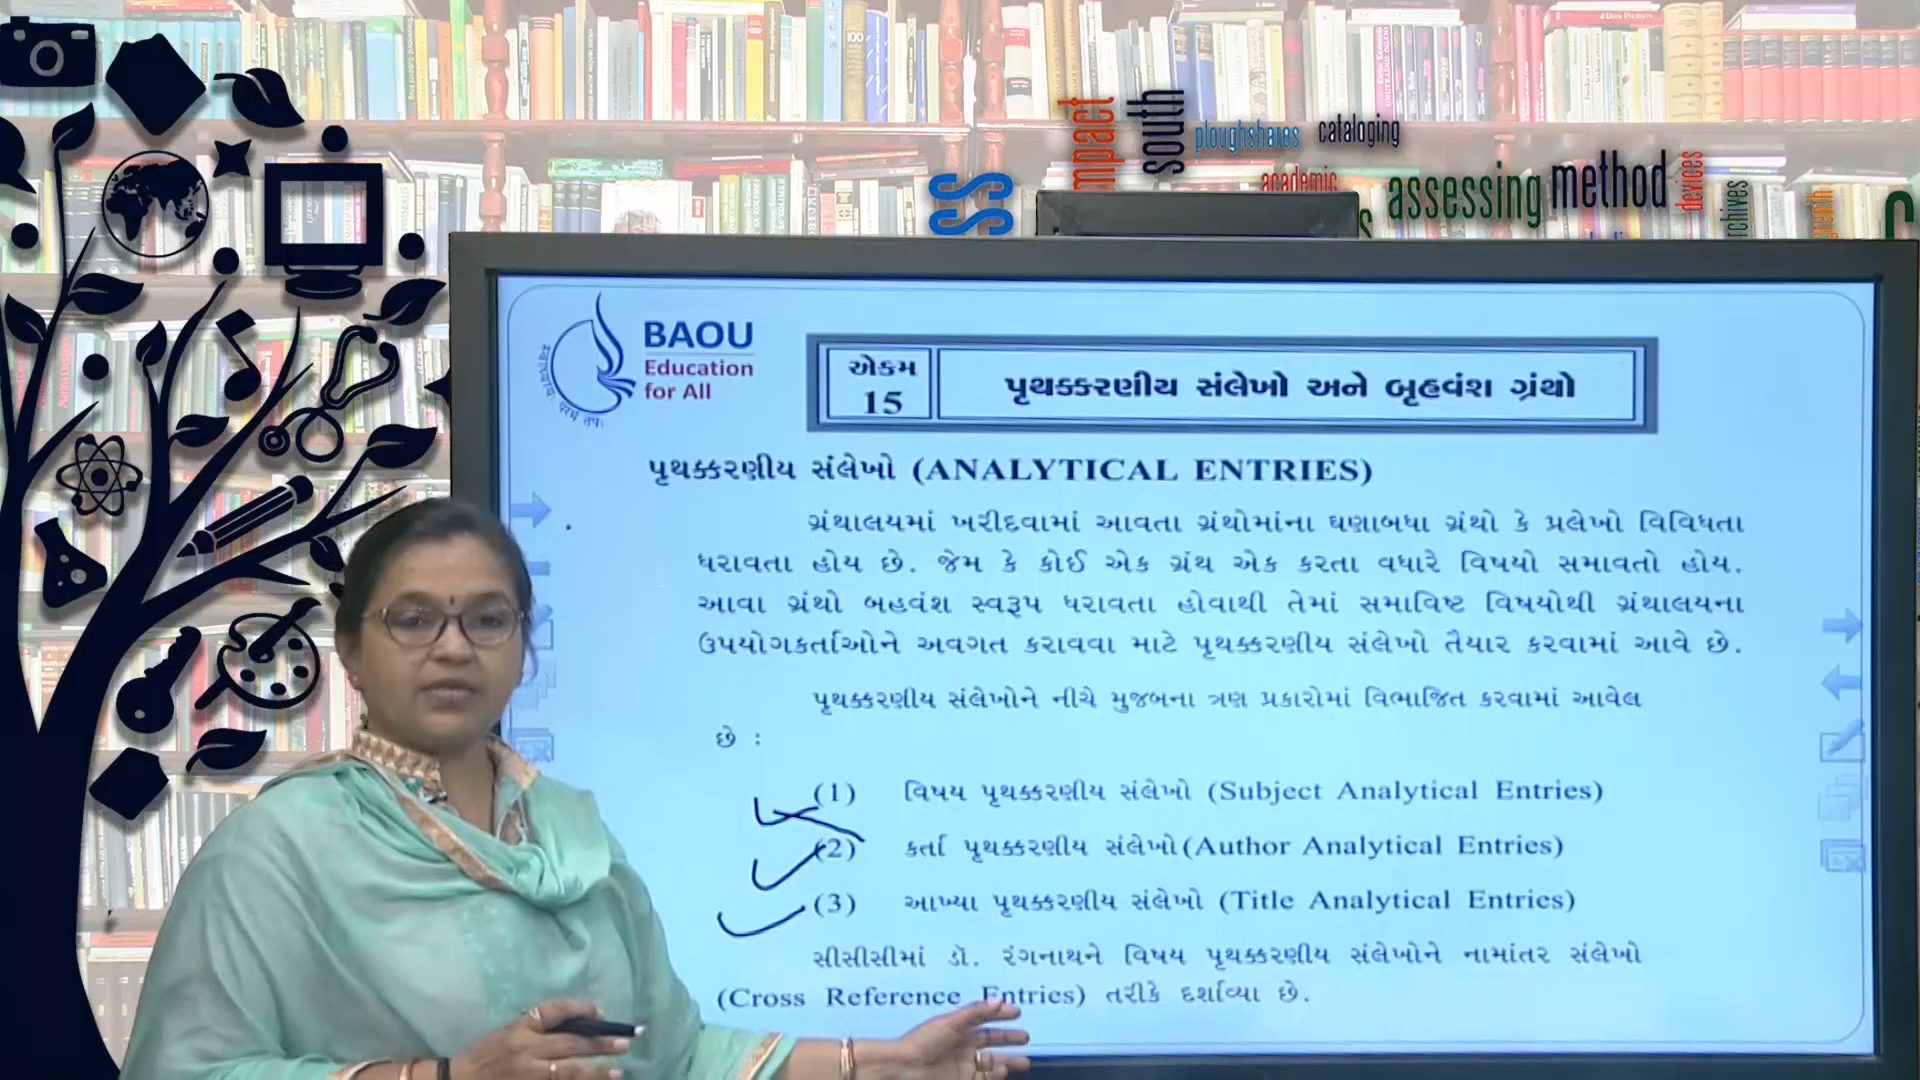 mpact
south
ploughshares
cataloging
academic
assessing
method
devices
SS
BAOU
Education
for All
એકમ
15
પૃથક્કરણીય સંલેખો અને બૃહવંશ ગ્રંથો
પૃથક્કરણીય સંલેખો (ANALYTICAL ENTRIES)
ગ્રંથાલયમાં ખરીદવામાં આવતા ગ્રંથોમાંના ઘણાબધા ગ્રંથો કે પ્રલેખો વિવિધતા
ધરાવતા હોય છે. જેમ કે કોઈ એક ગ્રંથ એક કરતા વધારે વિષયો સમાવતો હોય.
આવા ગ્રંથો બહવંશ સ્વરૂપ ધરાવતા હોવાથી તેમાં સમાવિષ્ટ વિષયોથી ગ્રંથાલયના
ઉપયોગકર્તાઓને અવગત કરાવવા માટે પૃથક્કરણીય સંલેખો તૈયાર કરવામાં આવે છે.
પૃથક્કરણીય સંલેખોને નીચે મુજબના ત્રણ પ્રકારોમાં વિભાજિત કરવામાં આવેલ
છે :
(1) વિષય પૃથક્કરણીય સંલેખો (Subject Analytical Entries)
(2) કર્તા પૃથક્કરણીય સંલેખો (Author Analytical Entries)
(3) આખ્યા પૃથક્કરણીય સંલેખો (Title Analytical Entries)
સીસીસીમાં ડૉ. રંગનાથને વિષય પૃથક્કરણીય સંલેખોને નામાંતર સંલેખો
(Cross Reference Entries) તરીકે દર્શાવ્યા છે.